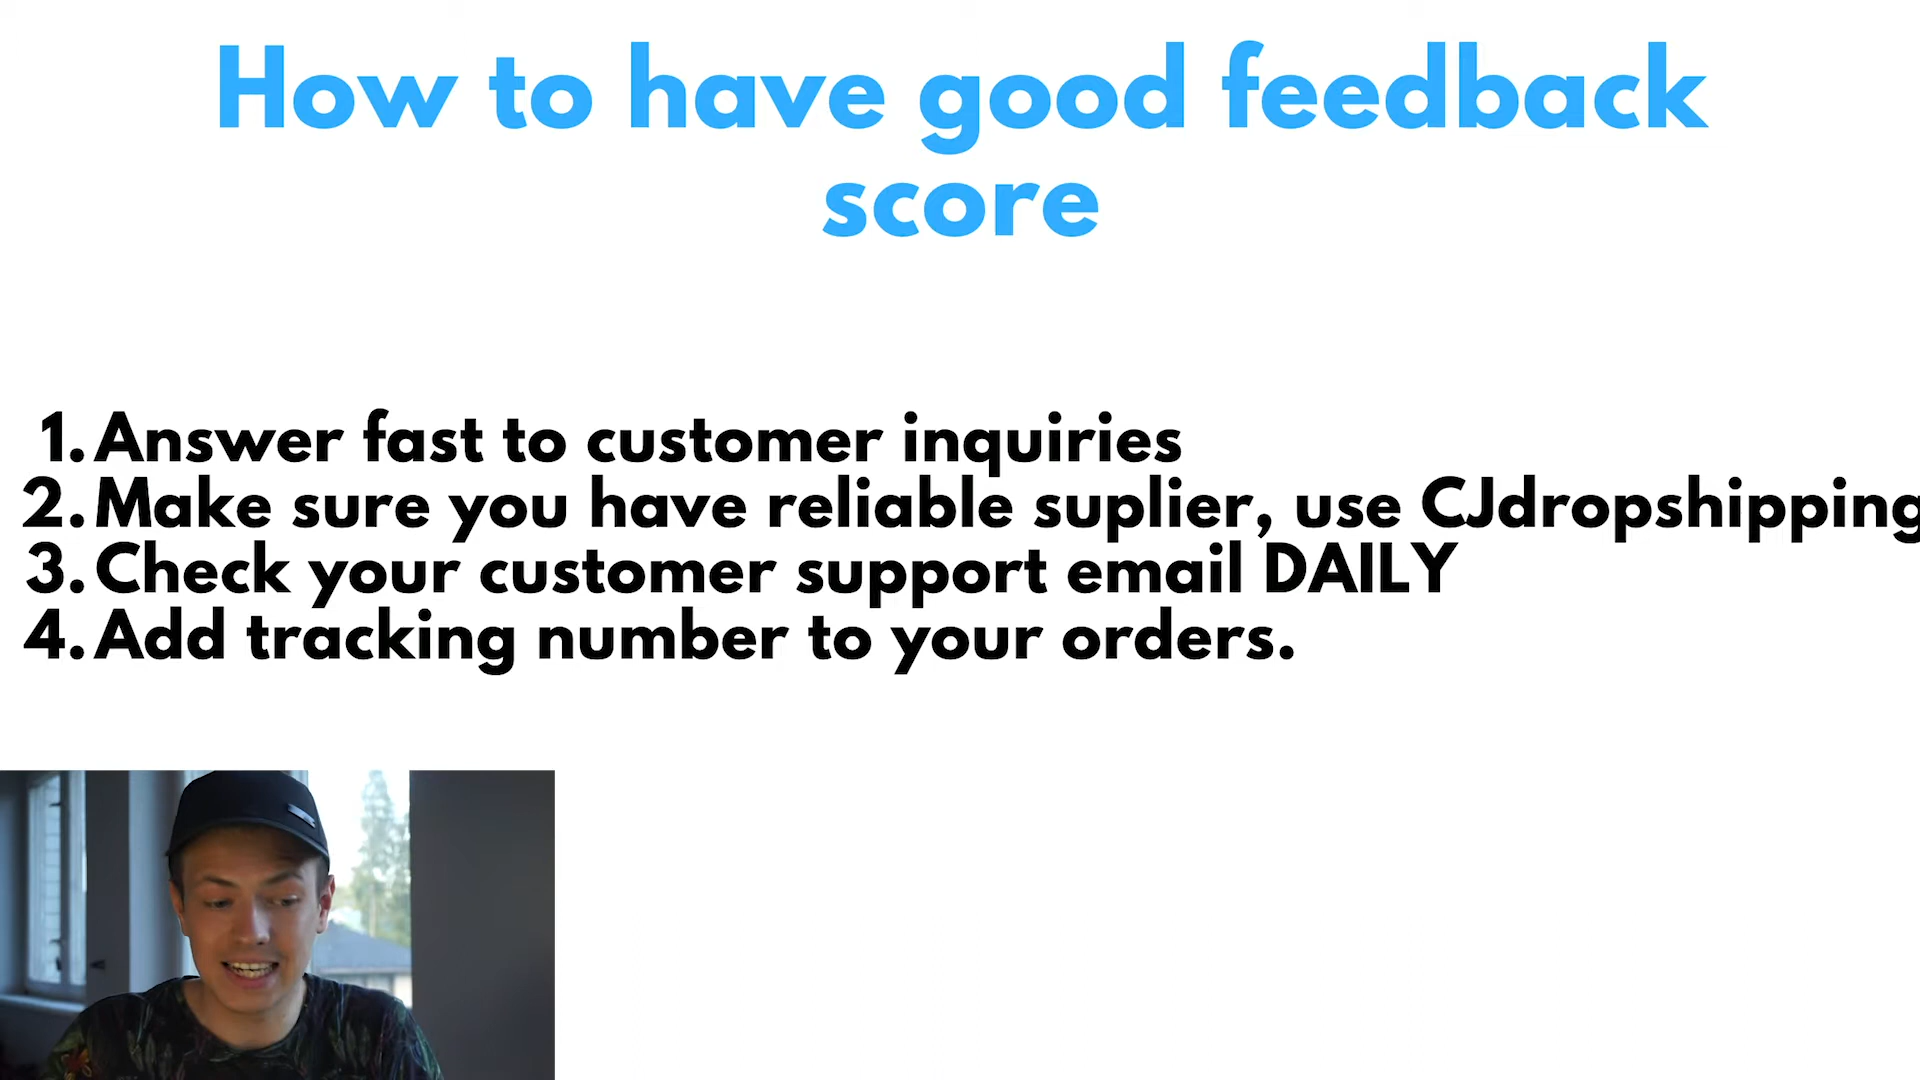 How to have good feedback
score
1. Answer fast to customer inquiries
2. Make sure you have reliable suplier, use CJdropshipping
3. Check your customer support email DAILY
4. Add tracking number to your orders.